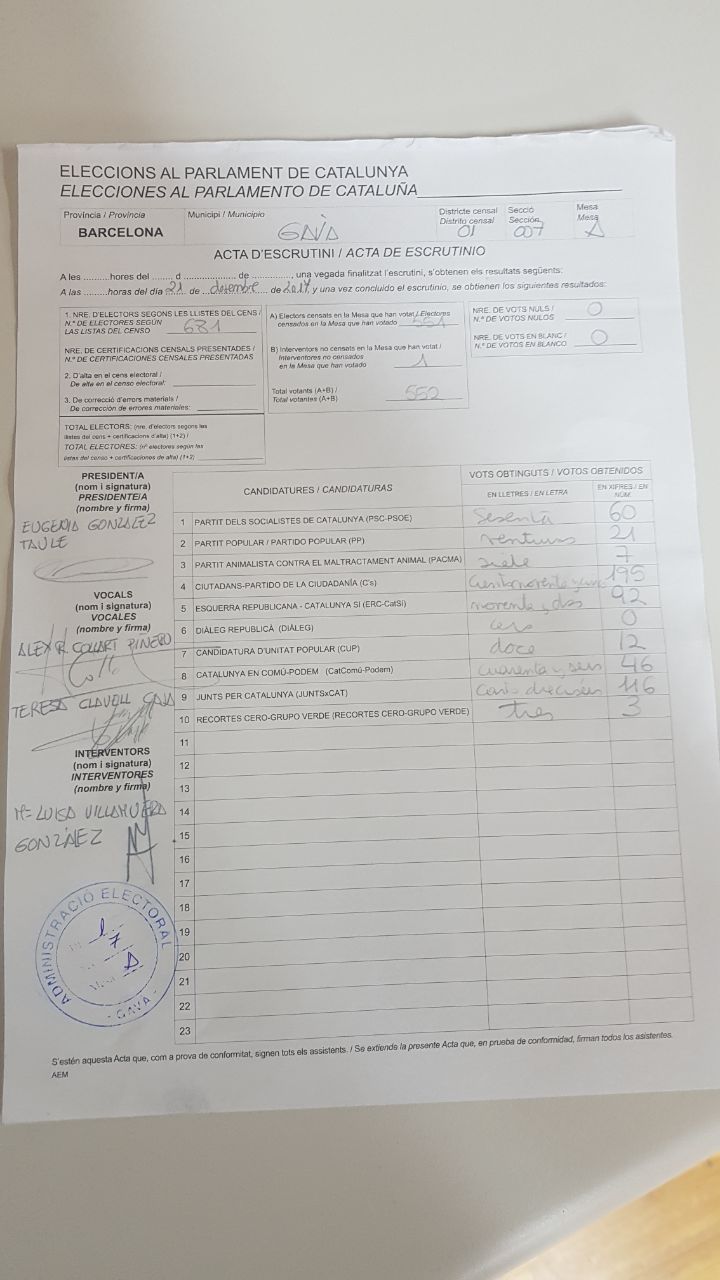 ELECCIONS AL PARLAMENT DE CATALUNYA
ELECCIONES AL PARLAMENTO DE CATALUÑA
Província / Provincia
BARCELONA
Municipi / Municipio
GAVÀ
Districte censal
Distrito censal
01
Secció
Sección
007
Mesa
Mesa
A
ACTA D'ESCRUTINI / ACTA DE ESCRUTINIO
A les .........hores del ....... d ..................... de .............., una vegada finalitzat l'escrutini, s'obtenen els resultats següents:
A las .........horas del día 21 de ...desembre... de 2017, y una vez concluido el escrutinio, se obtienen los siguientes resultados:
1. NRE. D'ELECTORS SEGONS LES LLISTES DEL CENS /
N.º DE ELECTORES SEGÚN
LAS LISTAS DEL CENSO 681
NRE. DE CERTIFICACIONS CENSALS PRESENTADES /
N.º DE CERTIFICACIONES CENSALES PRESENTADAS
2. D'alta en el cens electoral /
De alta en el censo electoral:
3. De correcció d'errors materials /
De corrección de errores materiales:
TOTAL ELECTORS: (nre. d'electors segons les
llistes del cens + certificacions d'alta) (1+2) /
TOTAL ELECTORES: (nº electores según las
listas del censo + certificaciones de alta) (1+2)
A) Electors censats en la Mesa que han votat / Electores
censados en la Mesa que han votado 551
B) Interventors no censats en la Mesa que han votat /
Interventores no censados
en la Mesa que han votado 1
Total votants (A+B) /
Total votantes (A+B) 552
NRE. DE VOTS NULS /
N.º DE VOTOS NULOS 0
NRE. DE VOTS EN BLANC /
N.º DE VOTOS EN BLANCO 0
PRESIDENT/A
(nom i signatura)
PRESIDENTE/A
(nombre y firma)
EUGENIA GONZALEZ
TAULE
VOCALS
(nom i signatura)
VOCALES
(nombre y firma)
ALEX R. COLLART PIÑERO
TERESA CLAVELL
INTERVENTORS
(nom i signatura)
INTERVENTORES
(nombre y firma)
Mª LUISA
GONZÁLEZ
ADMINISTRACIÓ ELECTORAL
- GAVÀ -
CANDIDATURES / CANDIDATURAS
VOTS OBTINGUTS / VOTOS OBTENIDOS
EN LLETRES / EN LETRA
EN XIFRES / EN NÚM.
1 PARTIT DELS SOCIALISTES DE CATALUNYA (PSC-PSOE) Sesenta 60
2 PARTIT POPULAR / PARTIDO POPULAR (PP) ventiuno 21
3 PARTIT ANIMALISTA CONTRA EL MALTRACTAMENT ANIMAL (PACMA) siete 7
4 CIUTADANS-PARTIDO DE LA CIUDADANÍA (C's) 195
5 ESQUERRA REPUBLICANA - CATALUNYA SÍ (ERC-CatSí) noventa y dos 92
6 DIÀLEG REPUBLICÀ (DIÀLEG) cero 0
7 CANDIDATURA D'UNITAT POPULAR (CUP) doce 12
8 CATALUNYA EN COMÚ-PODEM (CatComú-Podem) cuarenta y seis 46
9 JUNTS PER CATALUNYA (JUNTSxCAT) 116
10 RECORTES CERO-GRUPO VERDE (RECORTES CERO-GRUPO VERDE) tres 3
11
12
13
14
15
16
17
18
19
20
21
22
23
S'estén aquesta Acta que, com a prova de conformitat, signen tots els assistents. / Se extiende la presente Acta que, en prueba de conformidad, firman todos los asistentes.
AEM